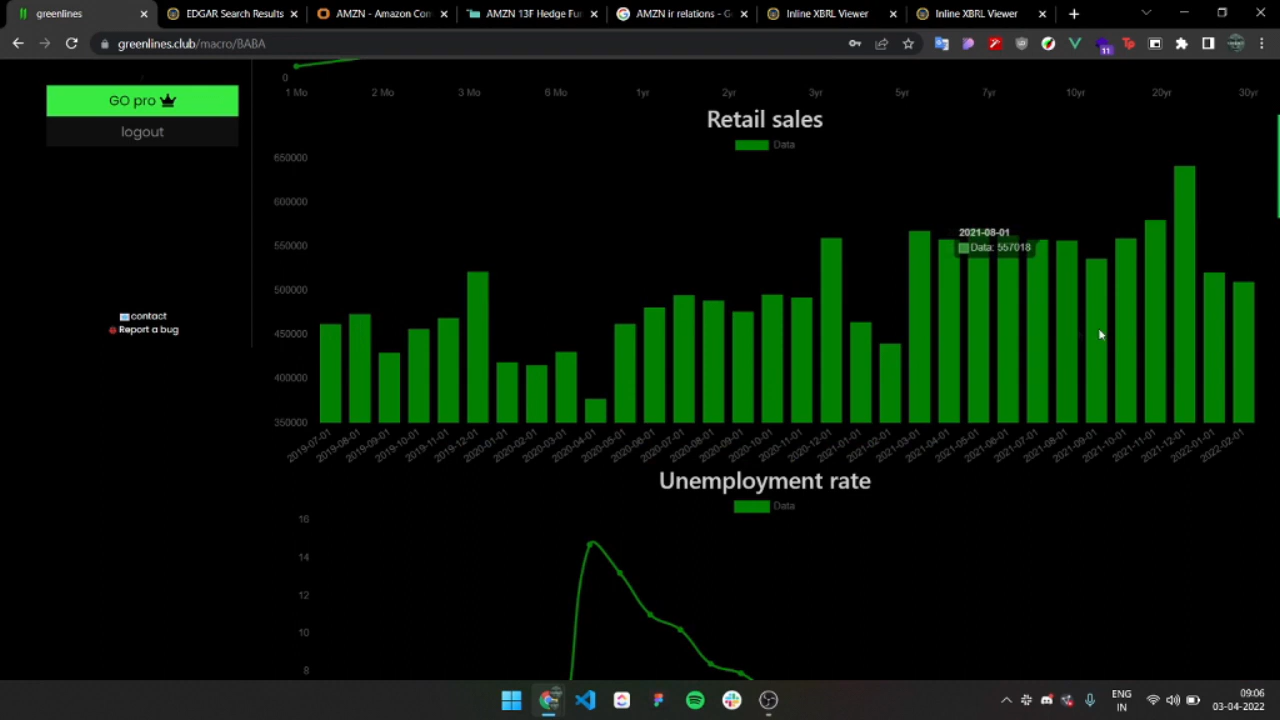 greenlines
EDGAR Search Results
AMZN - Amazon Com
AMZN 13F Hedge Fun
AMZN ir relations - G
Inline XBRL Viewer
Inline XBRL Viewer
greenlines.club/macro/BABA
11
GO pro
logout
contact
Report a bug
0
1 Mo 2 Mo 3 Mo 6 Mo 1yr 2yr 3yr 5yr 7yr 10yr 20yr 30yr
Retail sales
Data
650000
600000
550000
500000
450000
400000
350000
2021-08-01
Data: 557018
2019-07-01 2019-08-01 2019-09-01 2019-10-01 2019-11-01 2019-12-01 2020-01-01 2020-02-01 2020-03-01 2020-04-01 2020-05-01 2020-06-01 2020-07-01 2020-08-01 2020-09-01 2020-10-01 2020-11-01 2020-12-01 2021-01-01 2021-02-01 2021-03-01 2021-04-01 2021-05-01 2021-06-01 2021-07-01 2021-08-01 2021-09-01 2021-10-01 2021-11-01 2021-12-01 2022-01-01 2022-02-01
Unemployment rate
Data
16
14
12
10
8
ENG
IN
09:06
03-04-2022